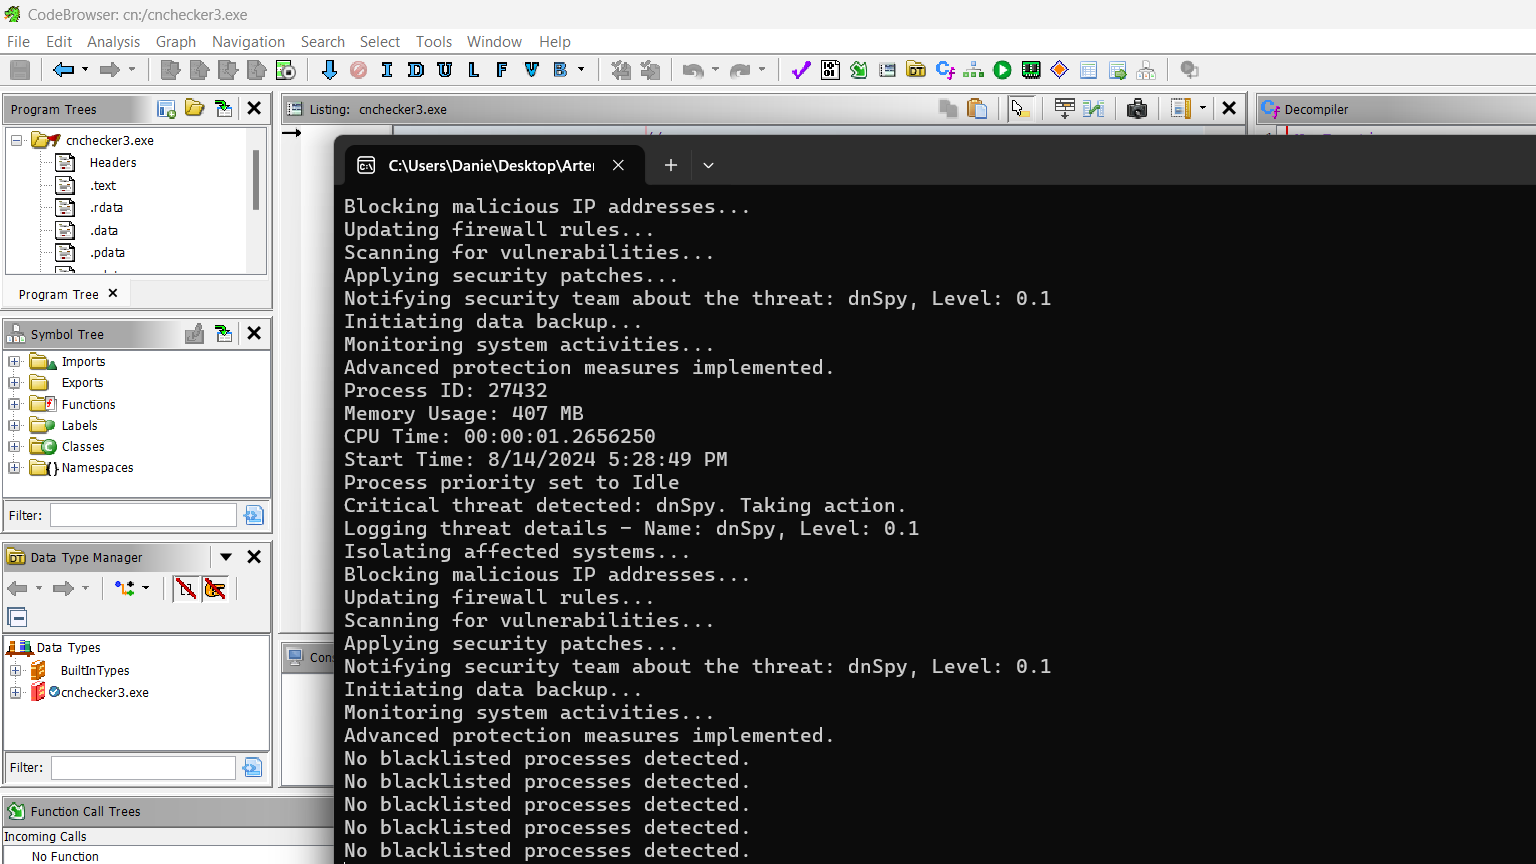 CodeBrowser: cn:/cnchecker3.exe
File Edit Analysis Graph Navigation Search Select Tools Window Help
I D U L F V B
Program Trees
cnchecker3.exe
Headers
.text
.rdata
.data
.pdata
Program Tree
Symbol Tree
Imports
Exports
Functions
Labels
Classes
Namespaces
Filter:
Data Type Manager
Data Types
BuiltInTypes
cnchecker3.exe
Filter:
Function Call Trees
Incoming Calls
No Function
Listing: cnchecker3.exe
Decompiler
Con
C:\Users\Danie\Desktop\Arte
Blocking malicious IP addresses...
Updating firewall rules...
Scanning for vulnerabilities...
Applying security patches...
Notifying security team about the threat: dnSpy, Level: 0.1
Initiating data backup...
Monitoring system activities...
Advanced protection measures implemented.
Process ID: 27432
Memory Usage: 407 MB
CPU Time: 00:00:01.2656250
Start Time: 8/14/2024 5:28:49 PM
Process priority set to Idle
Critical threat detected: dnSpy. Taking action.
Logging threat details - Name: dnSpy, Level: 0.1
Isolating affected systems...
Blocking malicious IP addresses...
Updating firewall rules...
Scanning for vulnerabilities...
Applying security patches...
Notifying security team about the threat: dnSpy, Level: 0.1
Initiating data backup...
Monitoring system activities...
Advanced protection measures implemented.
No blacklisted processes detected.
No blacklisted processes detected.
No blacklisted processes detected.
No blacklisted processes detected.
No blacklisted processes detected.